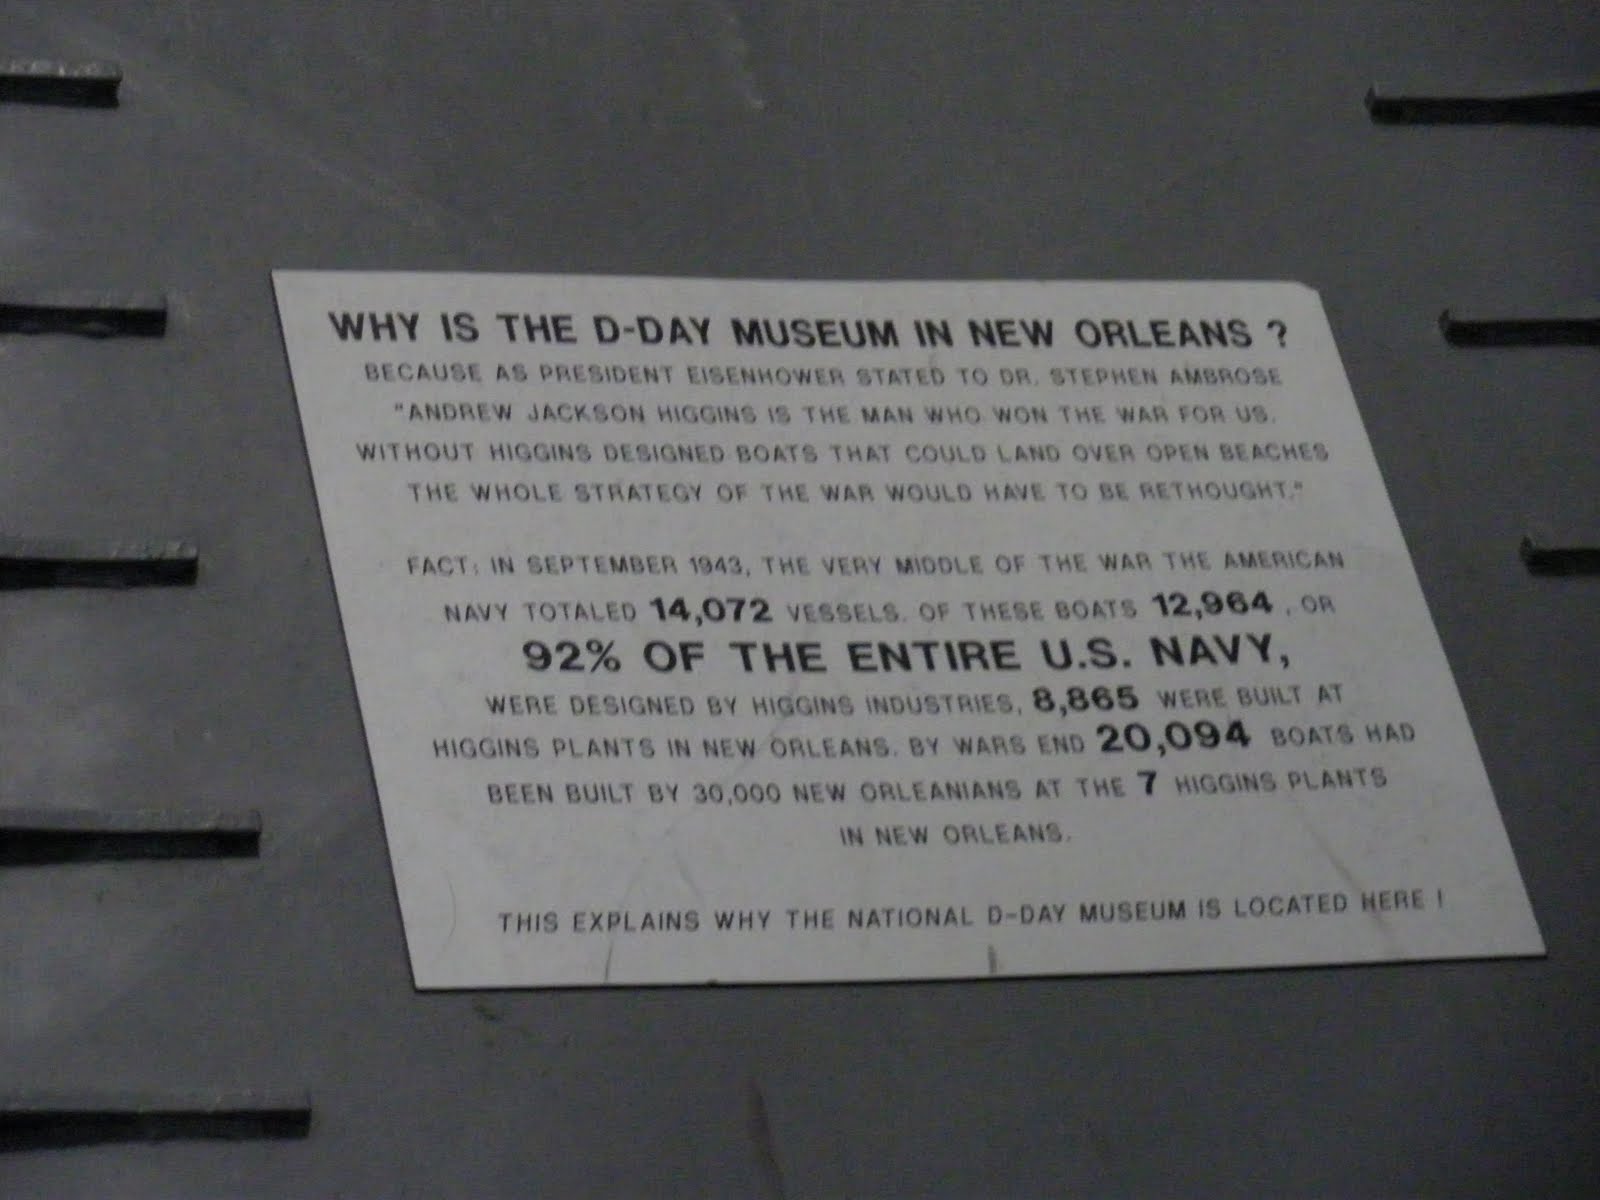 WHY IS THE D-DAY MUSEUM IN NEW ORLEANS ?
BECAUSE AS PRESIDENT EISENHOWER STATED TO DR. STEPHEN AMBROSE
"ANDREW JACKSON HIGGINS IS THE MAN WHO WON THE WAR FOR US.
WITHOUT HIGGINS DESIGNED BOATS THAT COULD LAND OVER OPEN BEACHES
THE WHOLE STRATEGY OF THE WAR WOULD HAVE TO BE RETHOUGHT."
FACT: IN SEPTEMBER 1943, THE VERY MIDDLE OF THE WAR THE AMERICAN
NAVY TOTALED 14,072 VESSELS. OF THESE BOATS 12,964 , OR
92% OF THE ENTIRE U.S. NAVY,
WERE DESIGNED BY HIGGINS INDUSTRIES, 8,865 WERE BUILT AT
HIGGINS PLANTS IN NEW ORLEANS. BY WARS END 20,094 BOATS HAD
BEEN BUILT BY 30,000 NEW ORLEANIANS AT THE 7 HIGGINS PLANTS
IN NEW ORLEANS.
THIS EXPLAINS WHY THE NATIONAL D-DAY MUSEUM IS LOCATED HERE !